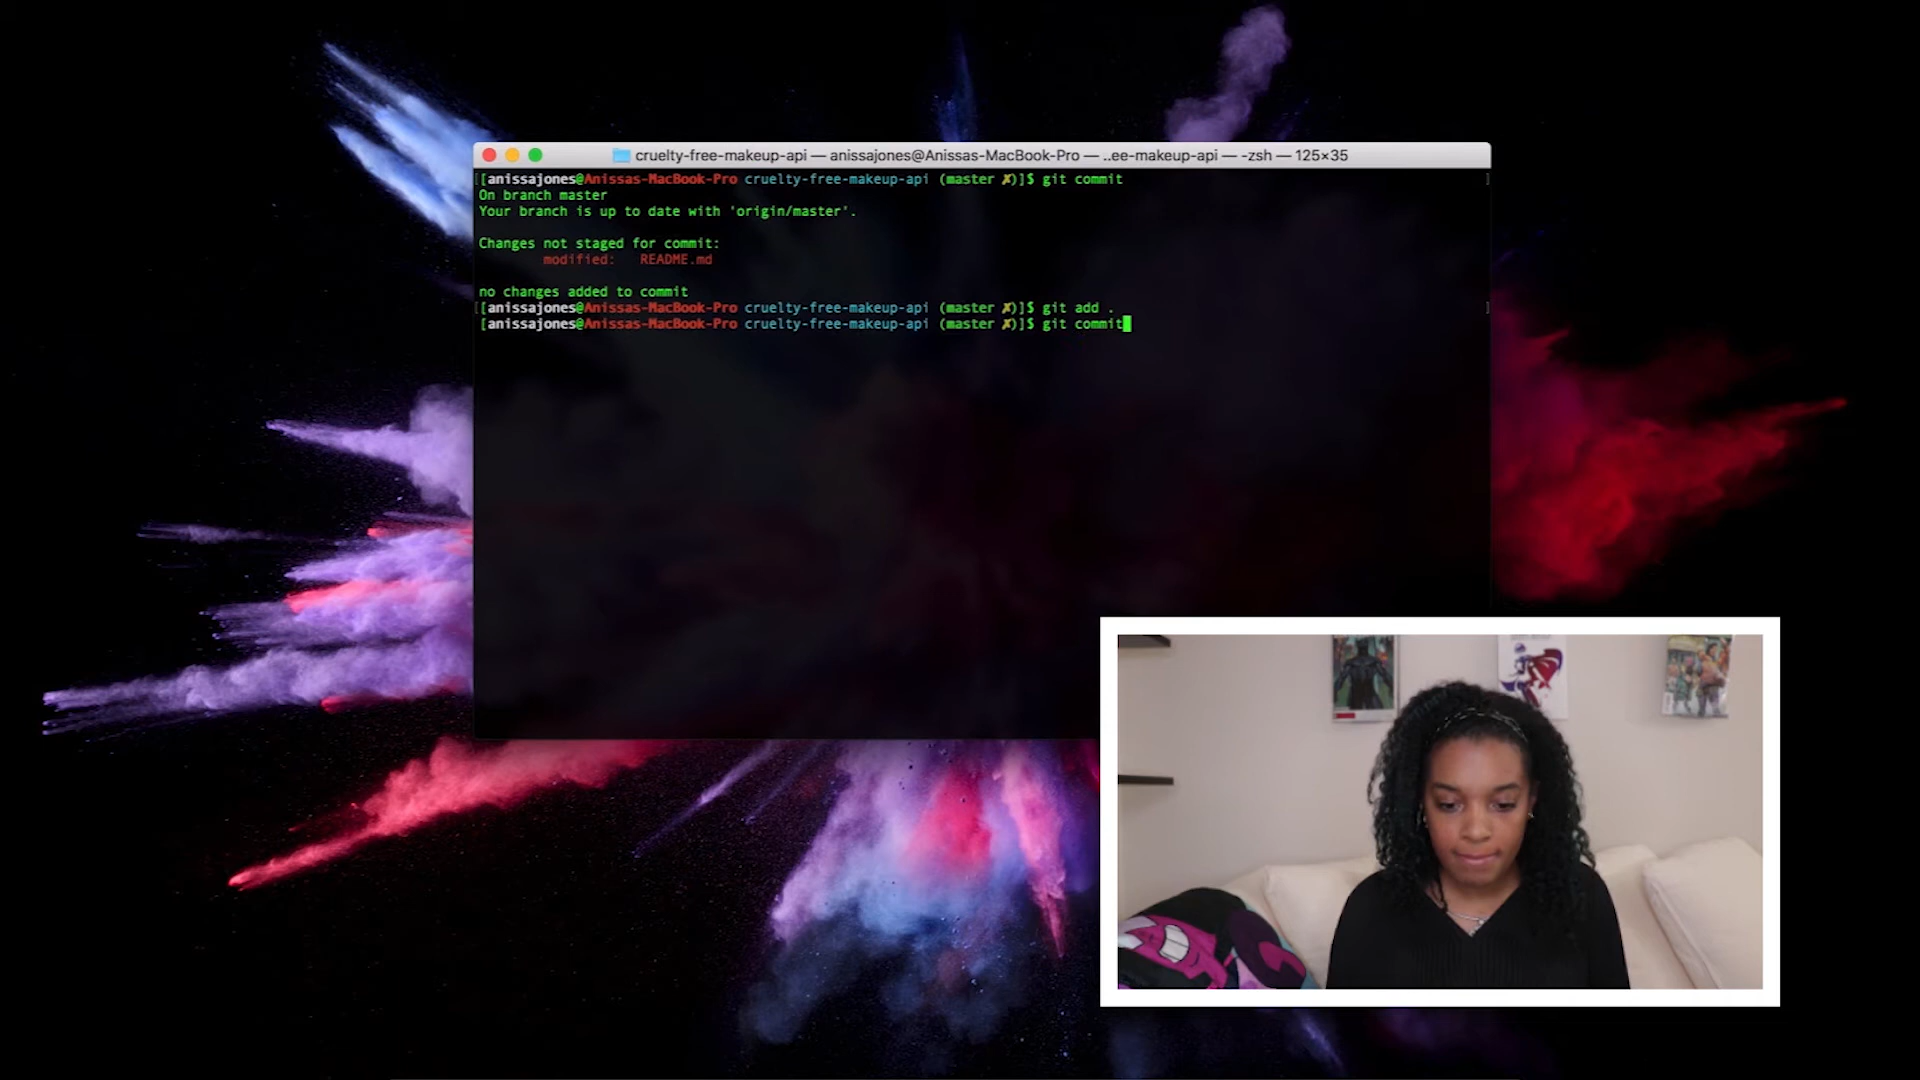 cruelty-free-makeup-api — anissajones@Anissas-MacBook-Pro — ..ee-makeup-api — -zsh — 125×35
[anissajones@Anissas-MacBook-Pro cruelty-free-makeup-api (master ✗)]$ git commit
On branch master
Your branch is up to date with 'origin/master'.
Changes not staged for commit:
modified: README.md
no changes added to commit
[anissajones@Anissas-MacBook-Pro cruelty-free-makeup-api (master ✗)]$ git add .
[anissajones@Anissas-MacBook-Pro cruelty-free-makeup-api (master ✗)]$ git commit